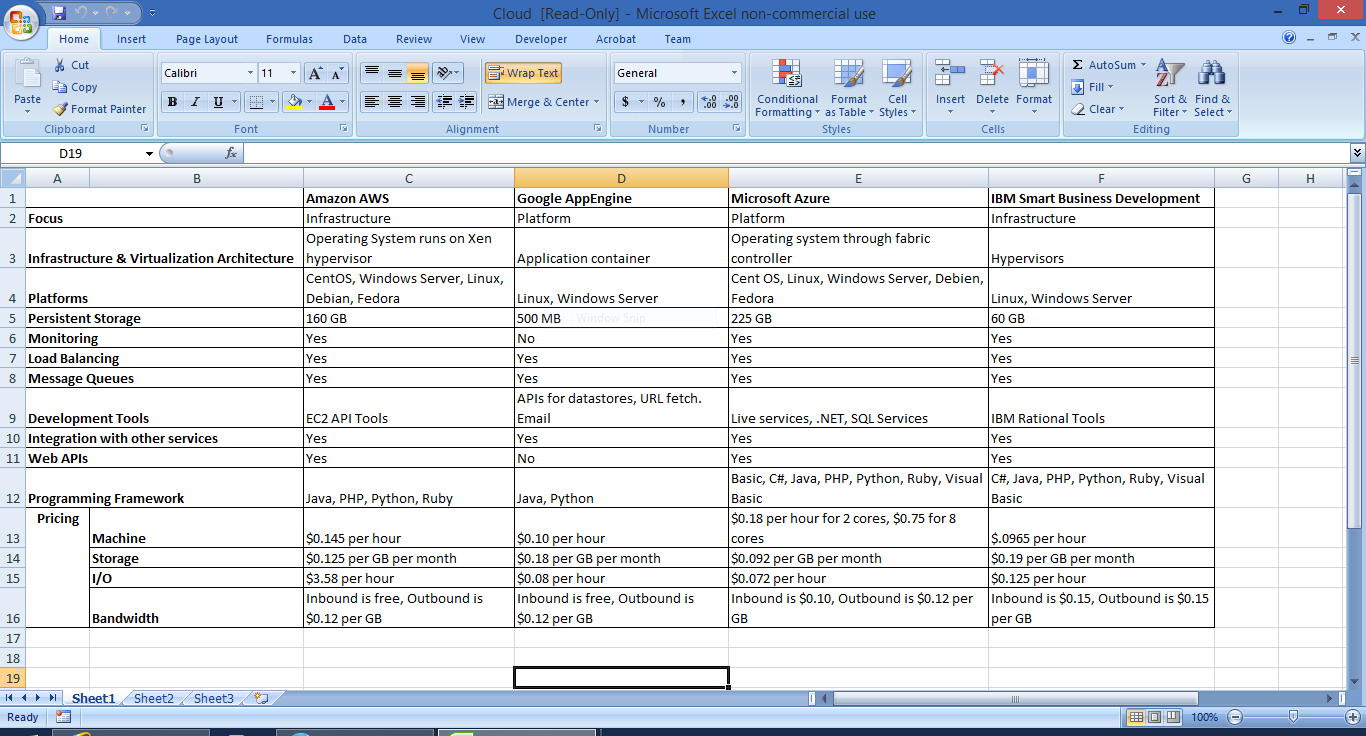 Cloud [Read-Only] - Microsoft Excel non-commercial use
Home Insert Page Layout Formulas Data Review View Developer Acrobat Team
Paste
Cut
Copy
Format Painter
Clipboard
Calibri 11
B I U
Font
Wrap Text
Merge & Center
Alignment
General
$ % ,
Number
Conditional
Formatting
Format
as Table
Cell
Styles
Styles
Insert Delete Format
Cells
Σ AutoSum
Fill
Clear
Sort &
Filter
Find &
Select
Editing
D19 fx
A B C D E F G H
1 Amazon AWS Google AppEngine Microsoft Azure IBM Smart Business Development
2 Focus Infrastructure Platform Platform Infrastructure
Operating System runs on Xen Operating system through fabric
3 Infrastructure & Virtualization Architecture hypervisor Application container controller Hypervisors
CentOS, Windows Server, Linux, Cent OS, Linux, Windows Server, Debien,
4 Platforms Debian, Fedora Linux, Windows Server Fedora Linux, Windows Server
5 Persistent Storage 160 GB 500 MB Window Snip 225 GB 60 GB
6 Monitoring Yes No Yes Yes
7 Load Balancing Yes Yes Yes Yes
8 Message Queues Yes Yes Yes Yes
APIs for datastores, URL fetch.
9 Development Tools EC2 API Tools Email Live services, .NET, SQL Services IBM Rational Tools
10 Integration with other services Yes Yes Yes Yes
11 Web APIs Yes No Yes Yes
Basic, C#, Java, PHP, Python, Ruby, Visual C#, Java, PHP, Python, Ruby, Visual
12 Programming Framework Java, PHP, Python, Ruby Java, Python Basic Basic
Pricing $0.18 per hour for 2 cores, $0.75 for 8
13 Machine $0.145 per hour $0.10 per hour cores $.0965 per hour
14 Storage $0.125 per GB per month $0.18 per GB per month $0.092 per GB per month $0.19 per GB per month
15 I/O $3.58 per hour $0.08 per hour $0.072 per hour $0.125 per hour
Inbound is free, Outbound is Inbound is free, Outbound is Inbound is $0.10, Outbound is $0.12 per Inbound is $0.15, Outbound is $0.15
16 Bandwidth $0.12 per GB $0.12 per GB GB per GB
17
18
19
Sheet1 Sheet2 Sheet3
Ready 100%